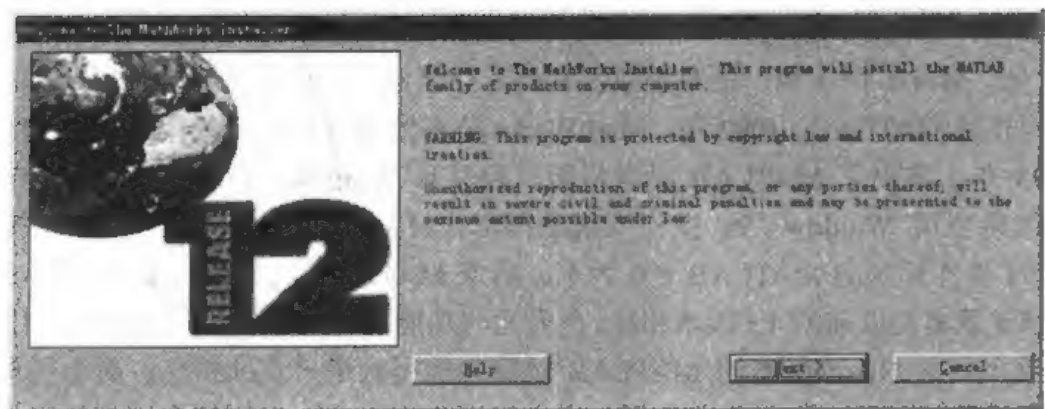 Welcome to The MathWorks Installer
RELEASE
12
Welcome to The MathWorks Installer. This program will install the MATLAB
family of products on your computer.
WARNING: This program is protected by copyright law and international
treaties.
Unauthorized reproduction of this program, or any portion thereof, will
result in severe civil and criminal penalties and may be prosecuted to the
maximum extent possible under law.
Help
Next >
Cancel